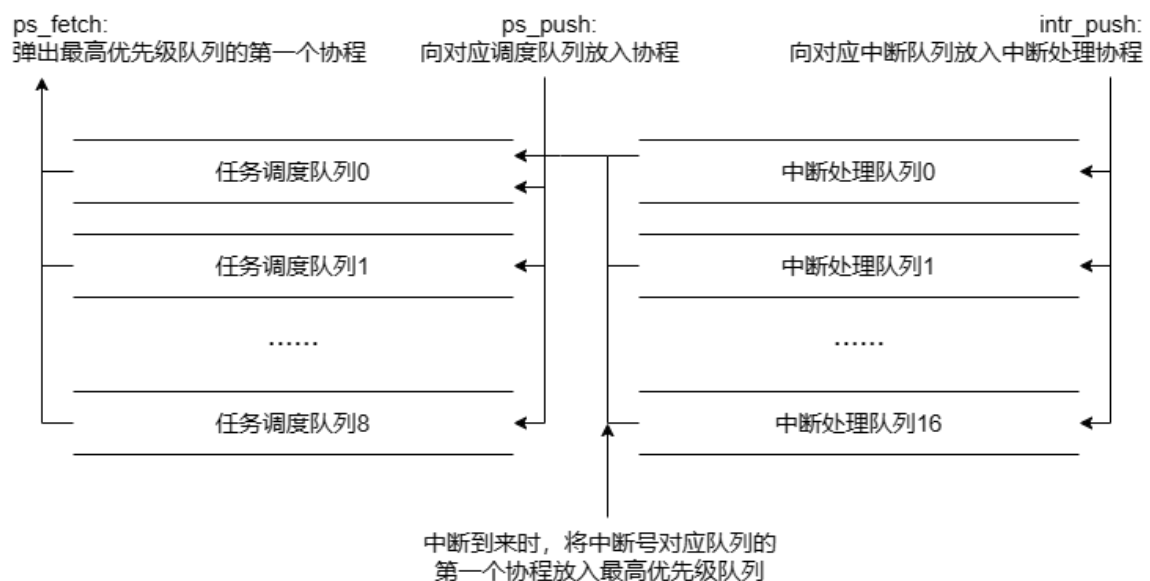 ps_fetch:
弹出最高优先级队列的第一个协程
ps_push:
向对应调度队列放入协程
intr_push:
向对应中断队列放入中断处理协程
任务调度队列0
中断处理队列0
任务调度队列1
中断处理队列1
......
......
任务调度队列8
中断处理队列16
中断到来时，将中断号对应队列的
第一个协程放入最高优先级队列